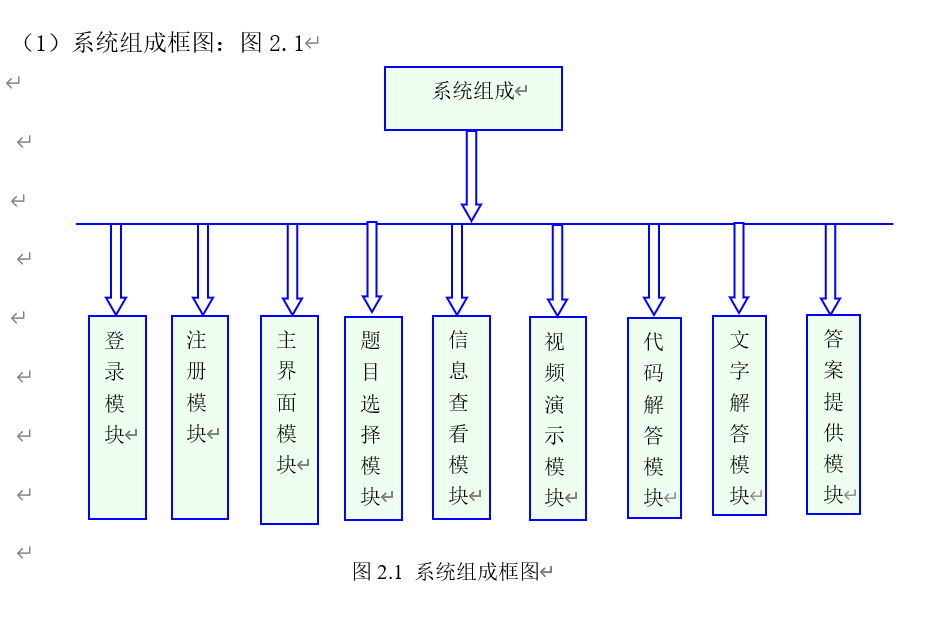 （1）系统组成框图：图 2.1
系统组成
登录模块
注册模块
主界面模块
题目选择模块
信息查看模块
视频演示模块
代码解答模块
文字解答模块
答案提供模块
图 2.1 系统组成框图